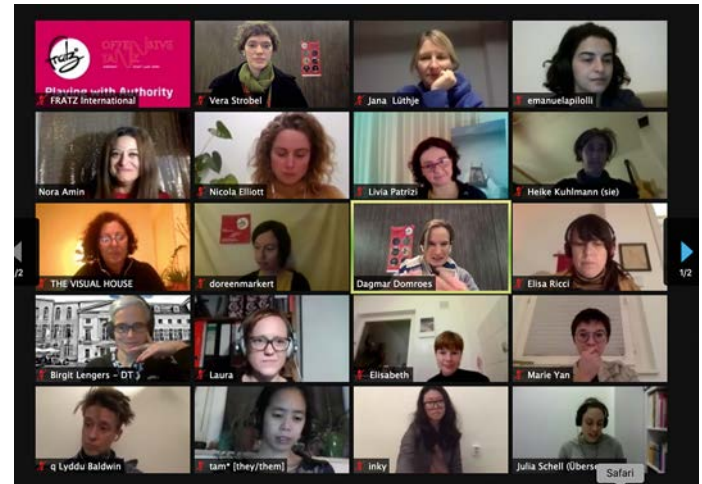 fratz
OFFENSIVE
TANZ
Playing with Authority
FRATZ International
Vera Strobel
Jana Lüthje
emanuelapilolli
Nora Amin
Nicola Elliott
Livia Patrizi
Heike Kuhlmann (sie)
THE VISUAL HOUSE
doreenmarkert
Dagmar Domroes
Elisa Ricci
1/2
1/2
Birgit Lengers - DT
Laura
Elisabeth
Marie Yan
q Lyddu Baldwin
tam* [they/them]
inky
Julia Schell (Überse
Safari